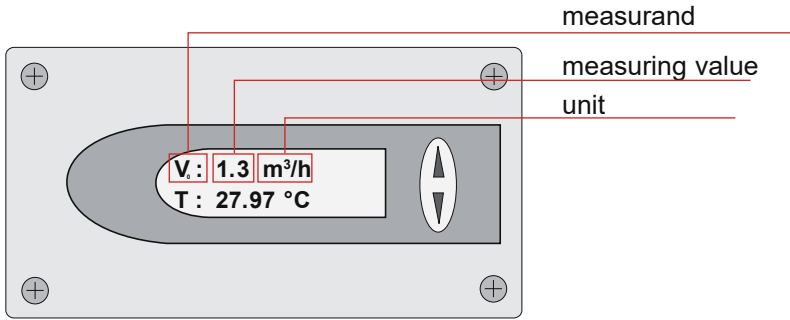 measurand
measuring value
unit
V₀ : 1.3 m³/h
T : 27.97 °C